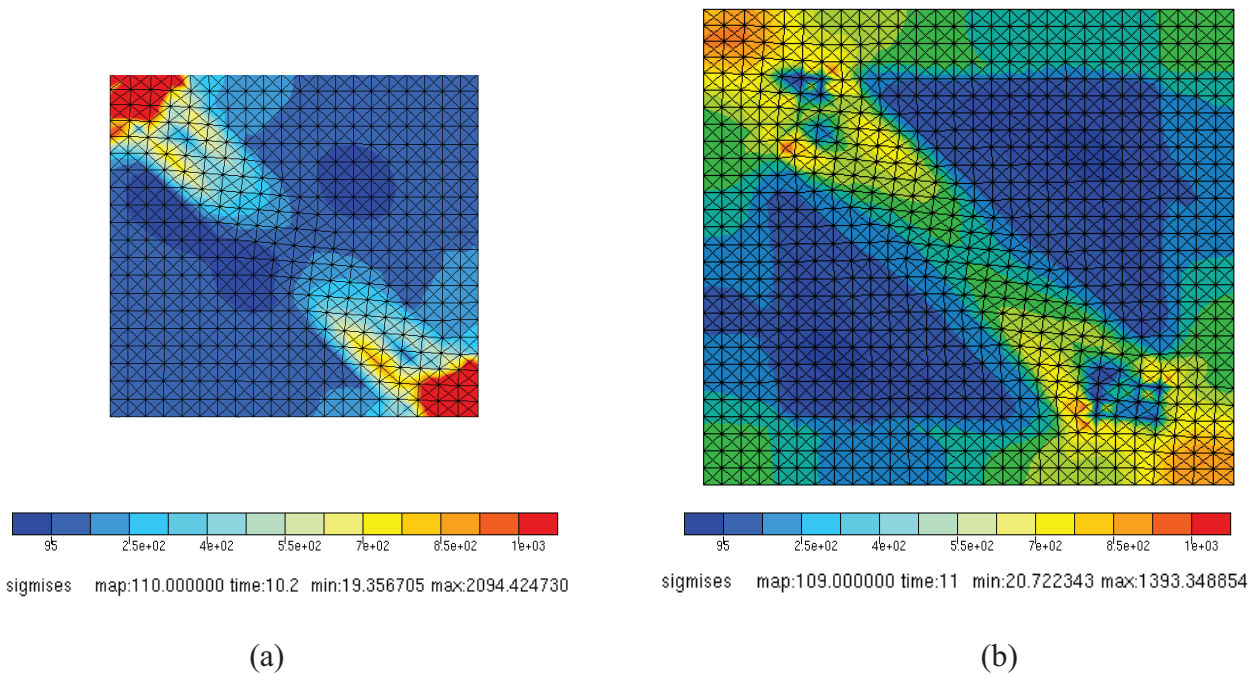 95 2.5e+02 4e+02 5.5e+02 7e+02 8.5e+02 1e+03
sigmises map:110.000000 time:10.2 min:19.356705 max:2094.424730
(a)
95 2.5e+02 4e+02 5.5e+02 7e+02 8.5e+02 1e+03
sigmises map:109.000000 time:11 min:20.722343 max:1393.348854
(b)